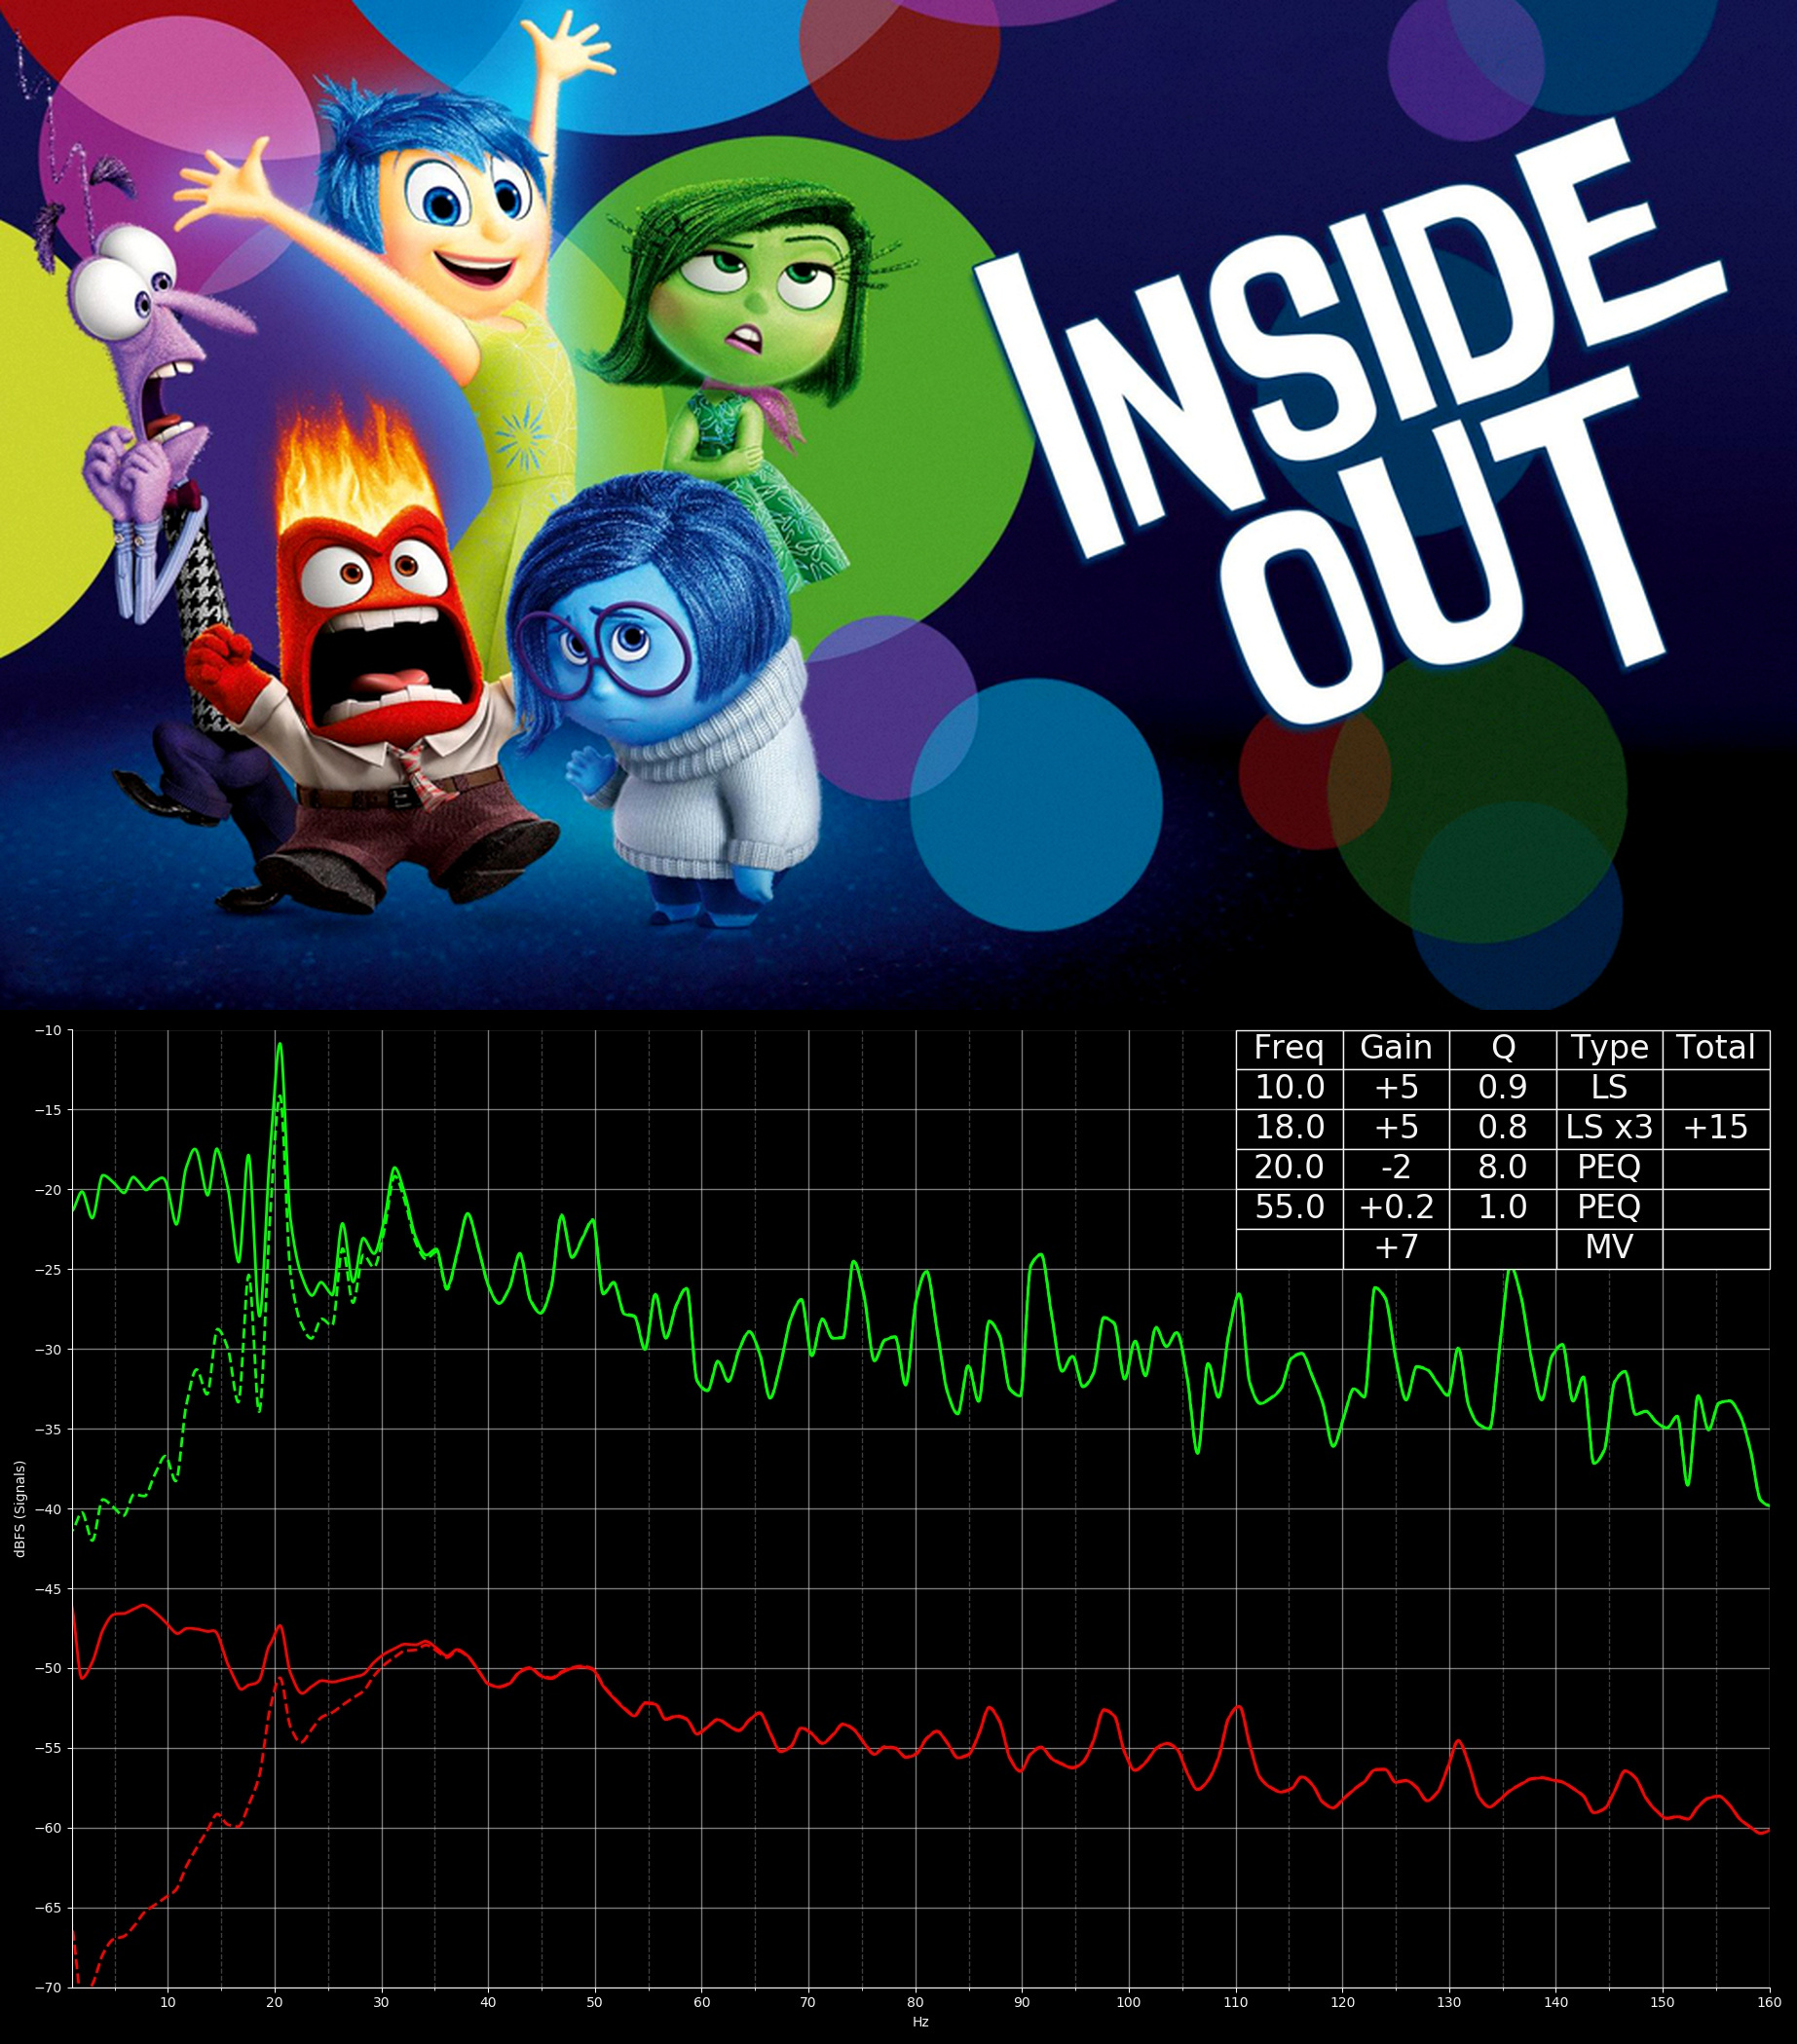 INSIDE
OUT
Freq Gain Q Type Total
10.0 +5 0.9 LS
18.0 +5 0.8 LS x3 +15
20.0 -2 8.0 PEQ
55.0 +0.2 1.0 PEQ
+7 MV
−10
−15
−20
−25
−30
−35
−40
−45
−50
−55
−60
−65
−70
dBFS (Signals)
10 20 30 40 50 60 70 80 90 100 110 120 130 140 150 160
Hz